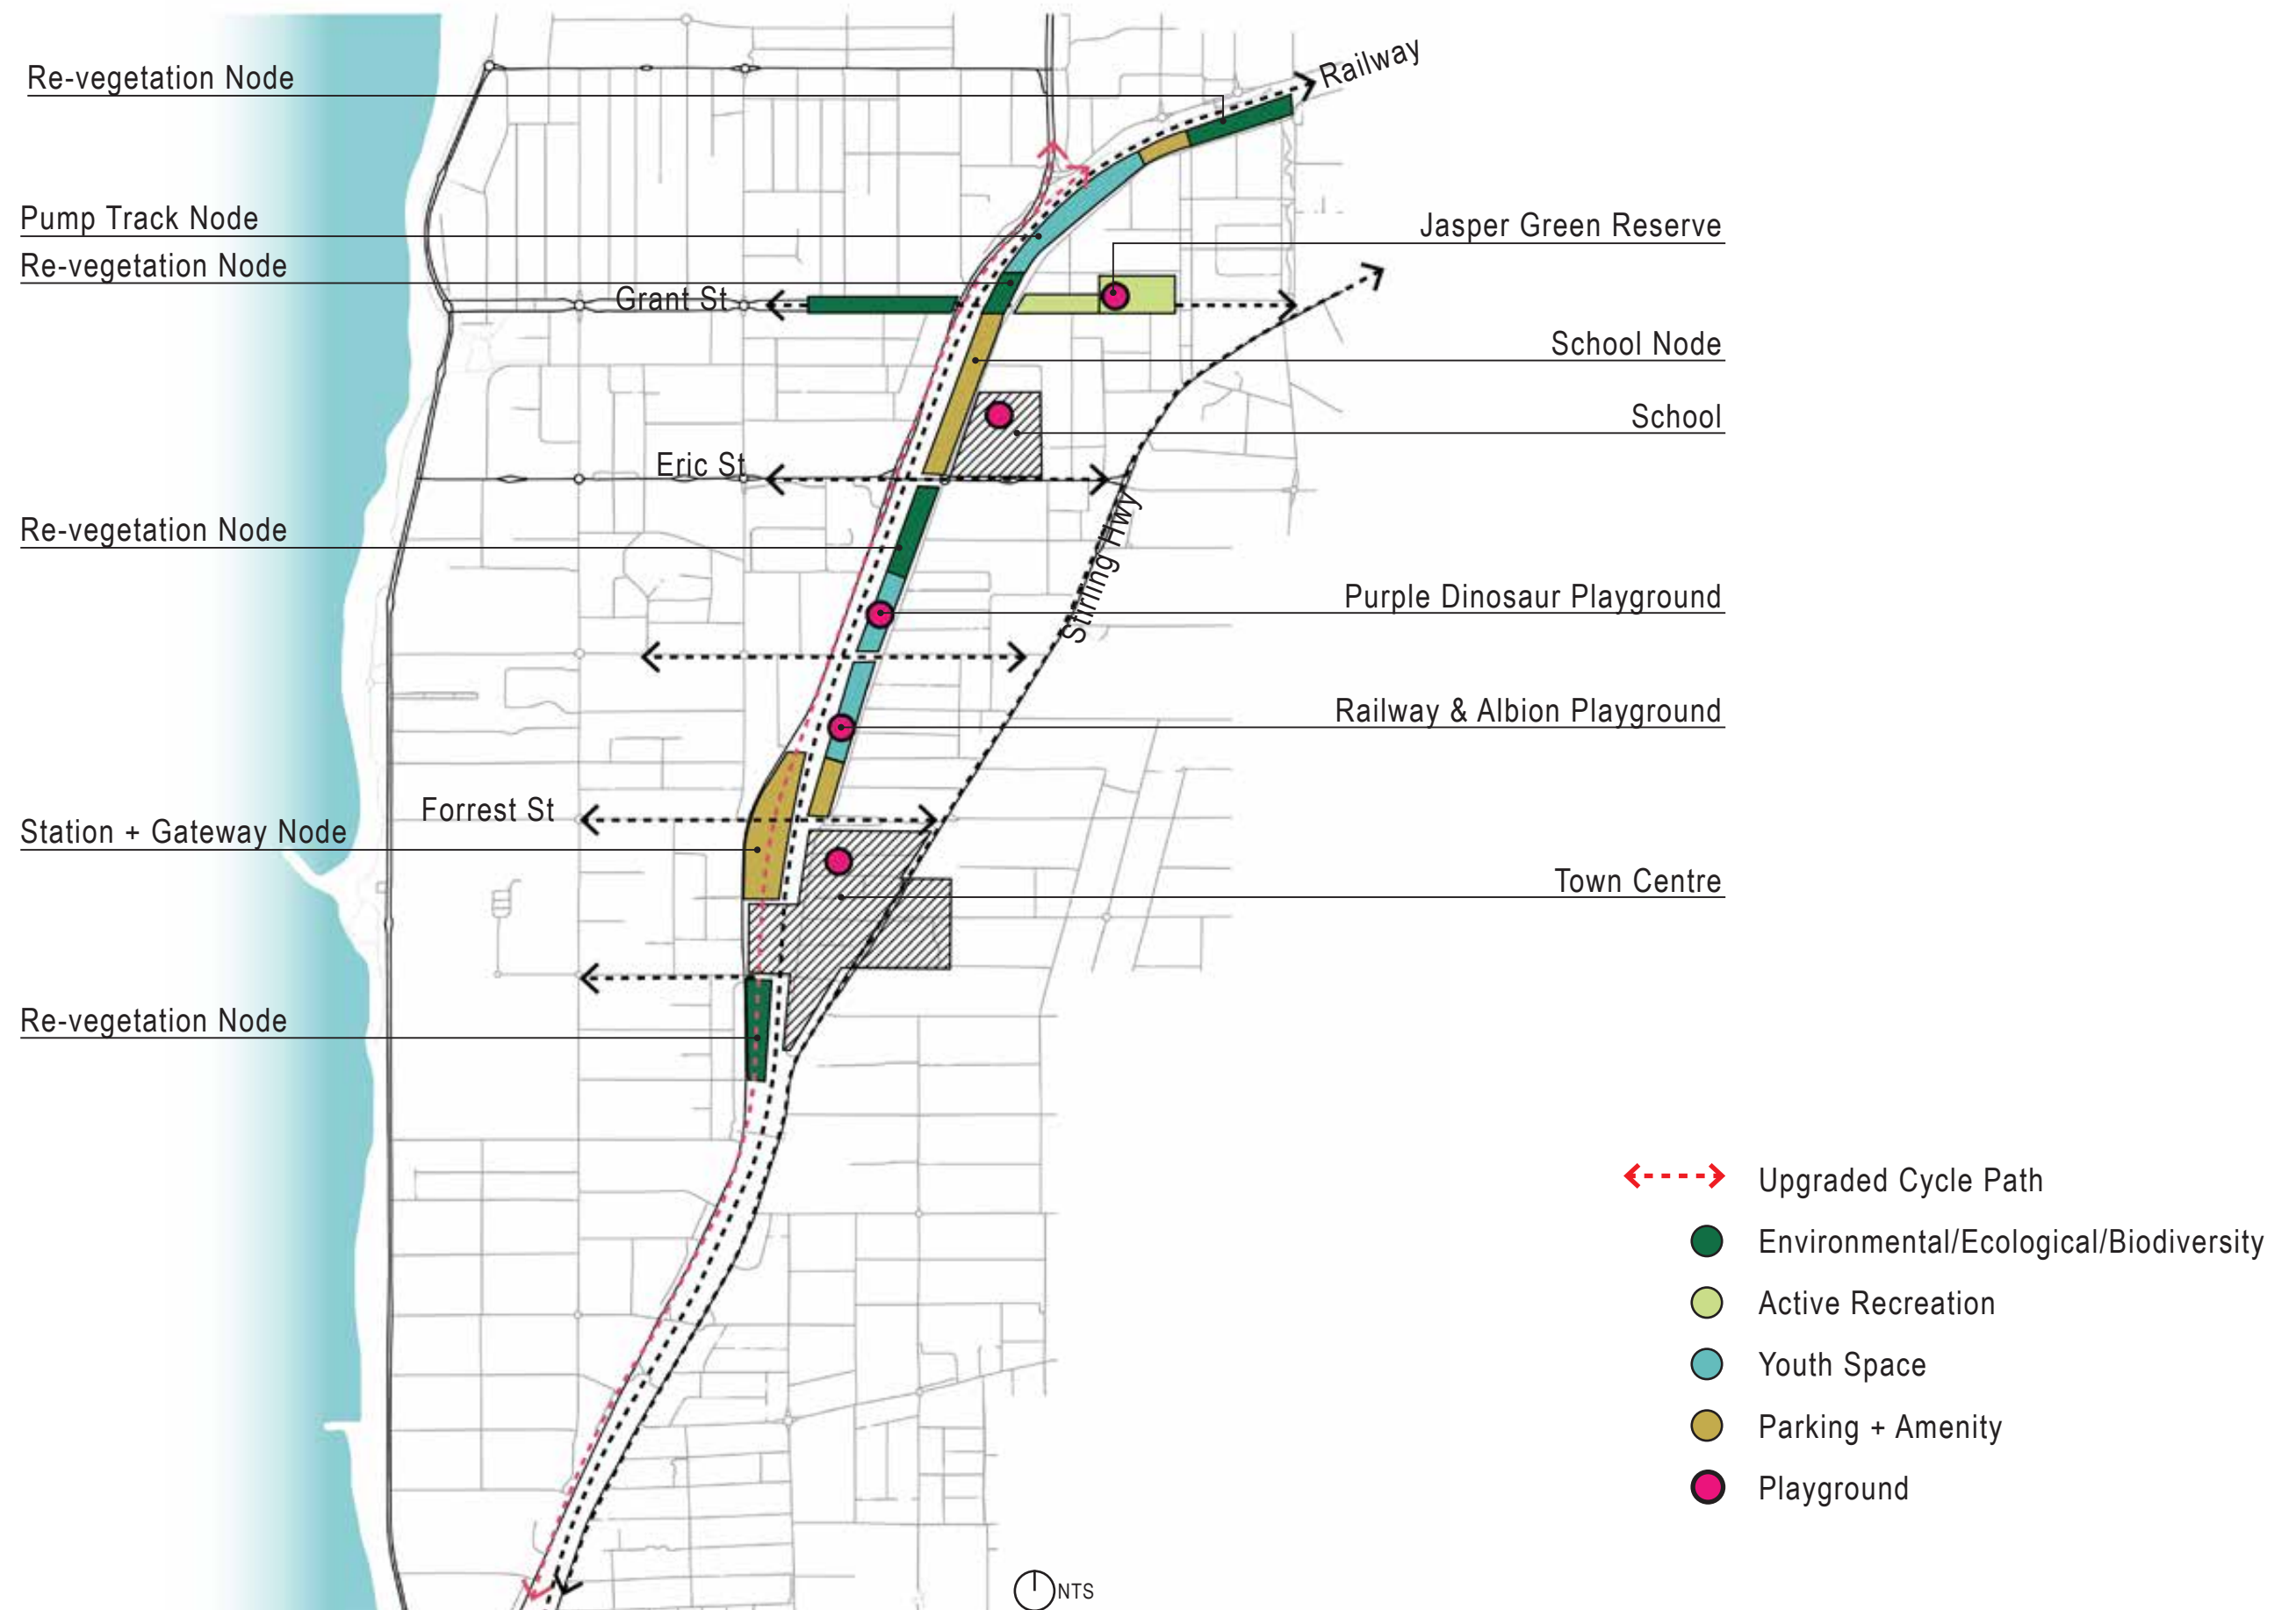 Railway
Re-vegetation Node
Pump Track Node
Jasper Green Reserve
Re-vegetation Node
Grant St
School Node
School
Eric St
Stirling Hwy
Re-vegetation Node
Purple Dinosaur Playground
Railway & Albion Playground
Forrest St
Station + Gateway Node
Town Centre
Re-vegetation Node
Upgraded Cycle Path
Environmental/Ecological/Biodiversity
Active Recreation
Youth Space
Parking + Amenity
Playground
NTS